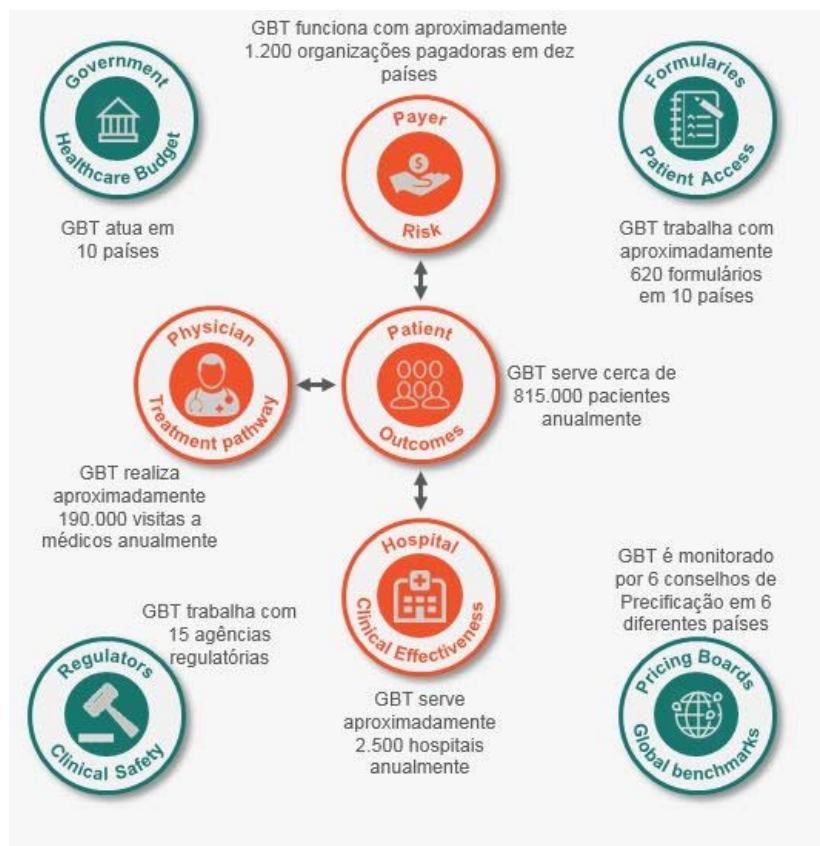 GBT funciona com aproximadamente
1.200 organizações pagadoras em dez
países
Government
Healthcare Budget
GBT atua em
10 países
Payer
Risk
Formularies
Patient Access
GBT trabalha com
aproximadamente
620 formulários
em 10 países
Physician
Treatment pathway
GBT realiza
aproximadamente
190.000 visitas a
médicos anualmente
Patient
Outcomes
GBT serve cerca de
815.000 pacientes
anualmente
Hospital
Clinical Effectiveness
GBT serve
aproximadamente
2.500 hospitais
anualmente
GBT trabalha com
15 agências
regulatórias
Regulators
Clinical Safety
GBT é monitorado
por 6 conselhos de
Precificação em 6
diferentes países
Pricing Boards
Global benchmarks